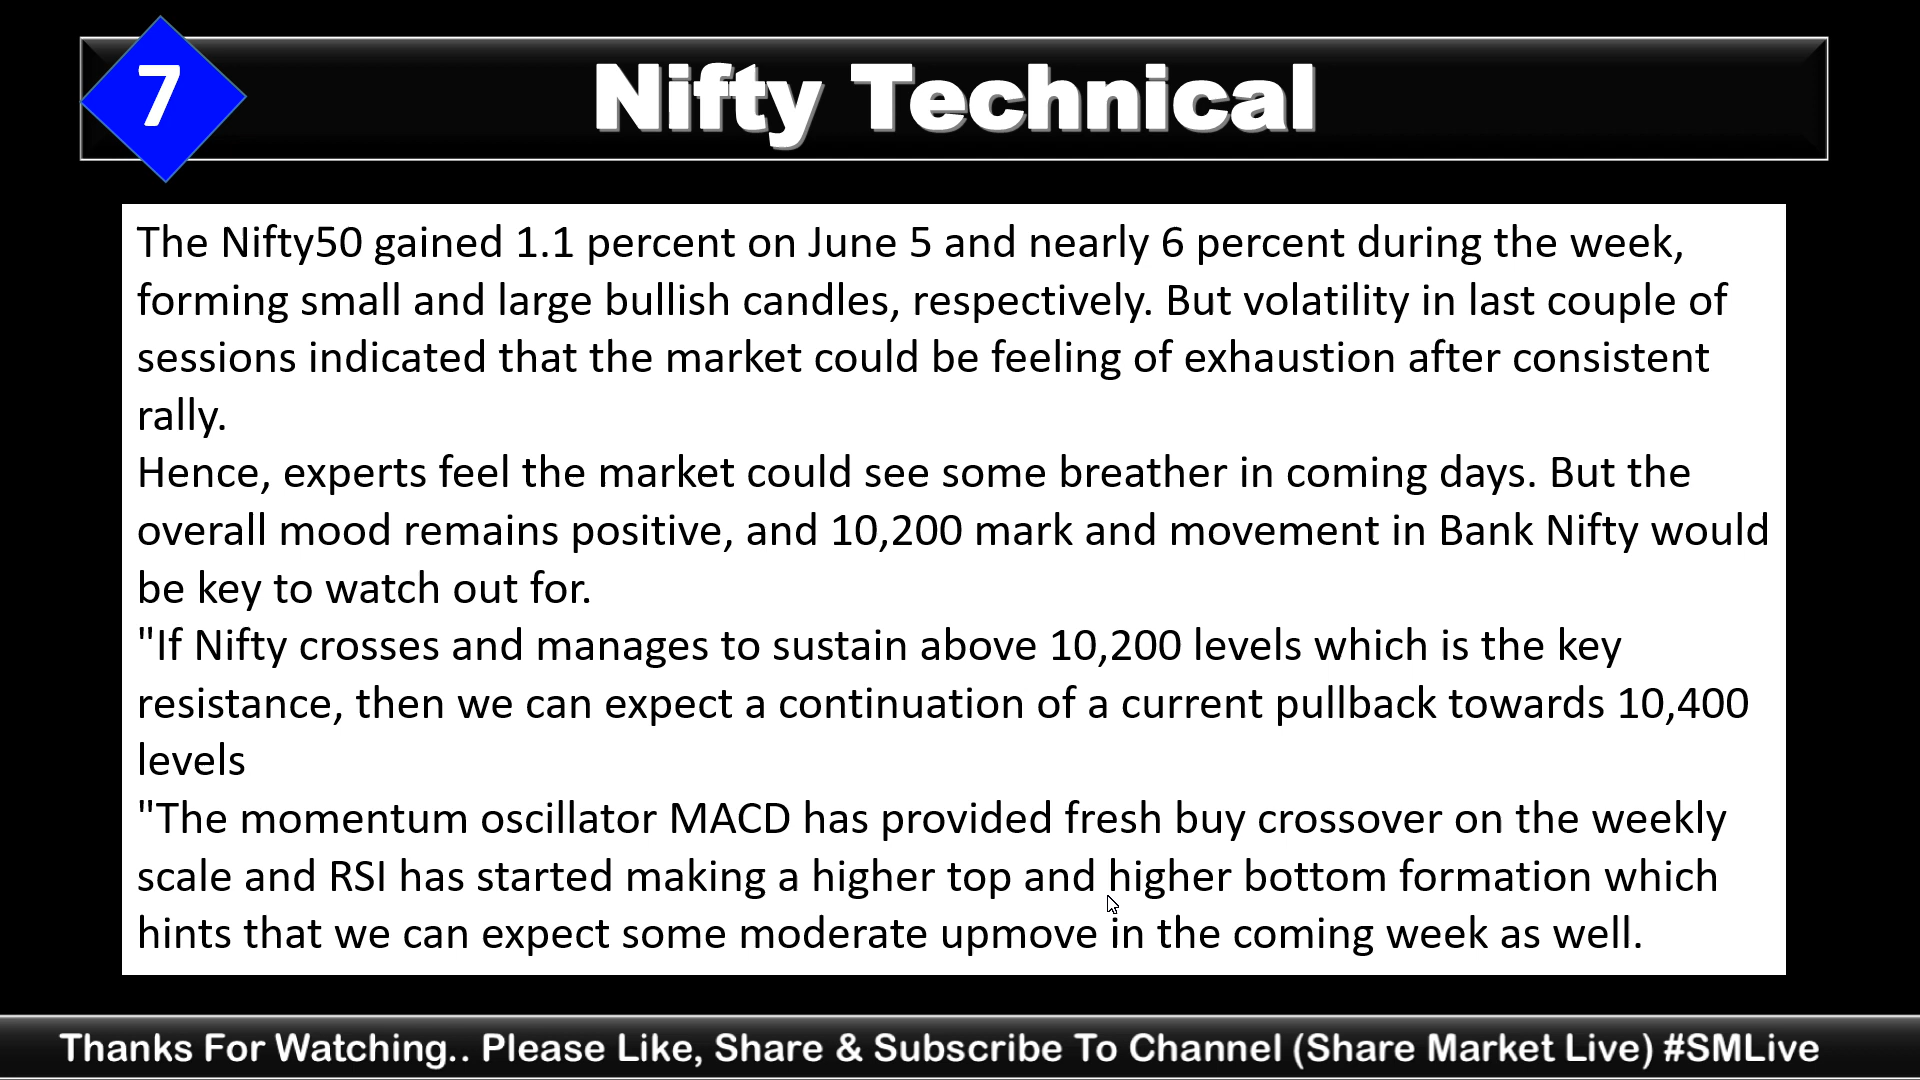 7
Nifty Technical
The Nifty50 gained 1.1 percent on June 5 and nearly 6 percent during the week,
forming small and large bullish candles, respectively. But volatility in last couple of
sessions indicated that the market could be feeling of exhaustion after consistent
rally.
Hence, experts feel the market could see some breather in coming days. But the
overall mood remains positive, and 10,200 mark and movement in Bank Nifty would
be key to watch out for.
"If Nifty crosses and manages to sustain above 10,200 levels which is the key
resistance, then we can expect a continuation of a current pullback towards 10,400
levels
"The momentum oscillator MACD has provided fresh buy crossover on the weekly
scale and RSI has started making a higher top and higher bottom formation which
hints that we can expect some moderate upmove in the coming week as well.
Thanks For Watching.. Please Like, Share & Subscribe To Channel (Share Market Live) #SMLive